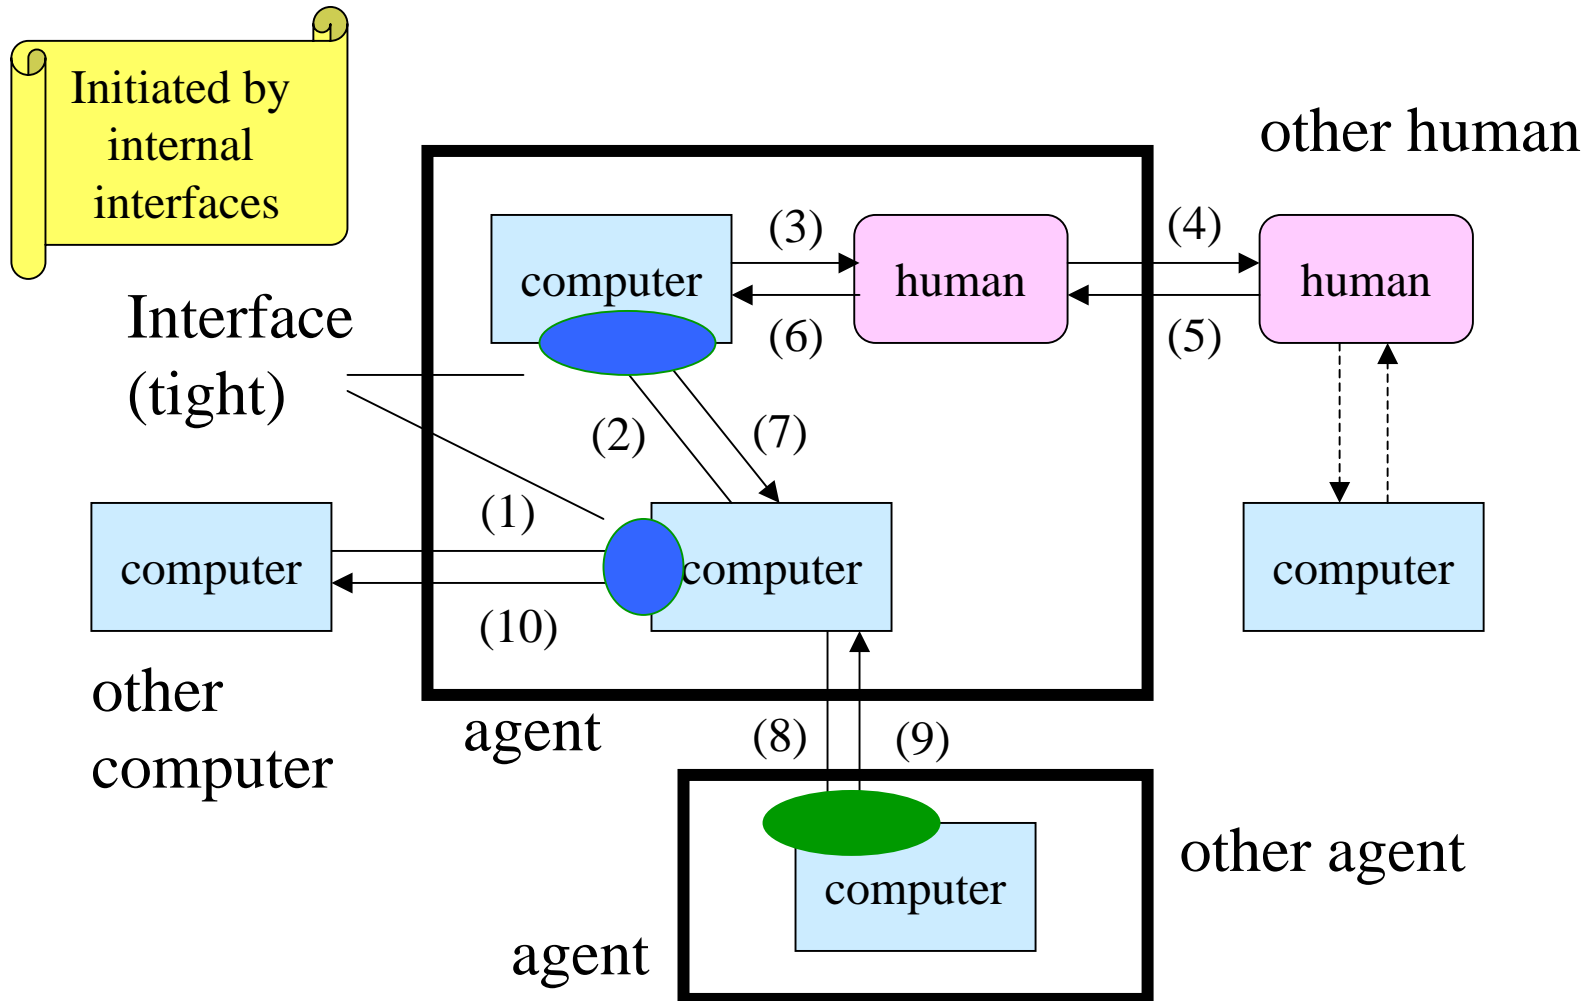 Initiated by
internal
interfaces
other human
(3)
(4)
computer
human
human
Interface
(tight)
(6)
(5)
(2)
(7)
(1)
computer
computer
computer
(10)
other
computer
agent
(8)
(9)
other agent
computer
agent